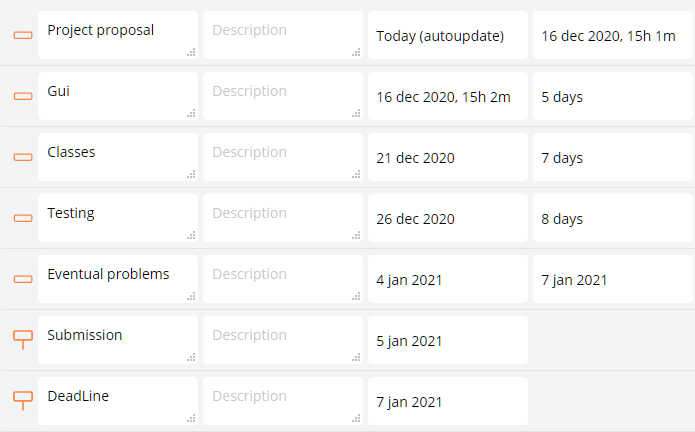 Project proposal Description Today (autoupdate) 16 dec 2020, 15h 1m
Gui Description 16 dec 2020, 15h 2m 5 days
Classes Description 21 dec 2020 7 days
Testing Description 26 dec 2020 8 days
Eventual problems Description 4 jan 2021 7 jan 2021
Submission Description 5 jan 2021
DeadLine Description 7 jan 2021